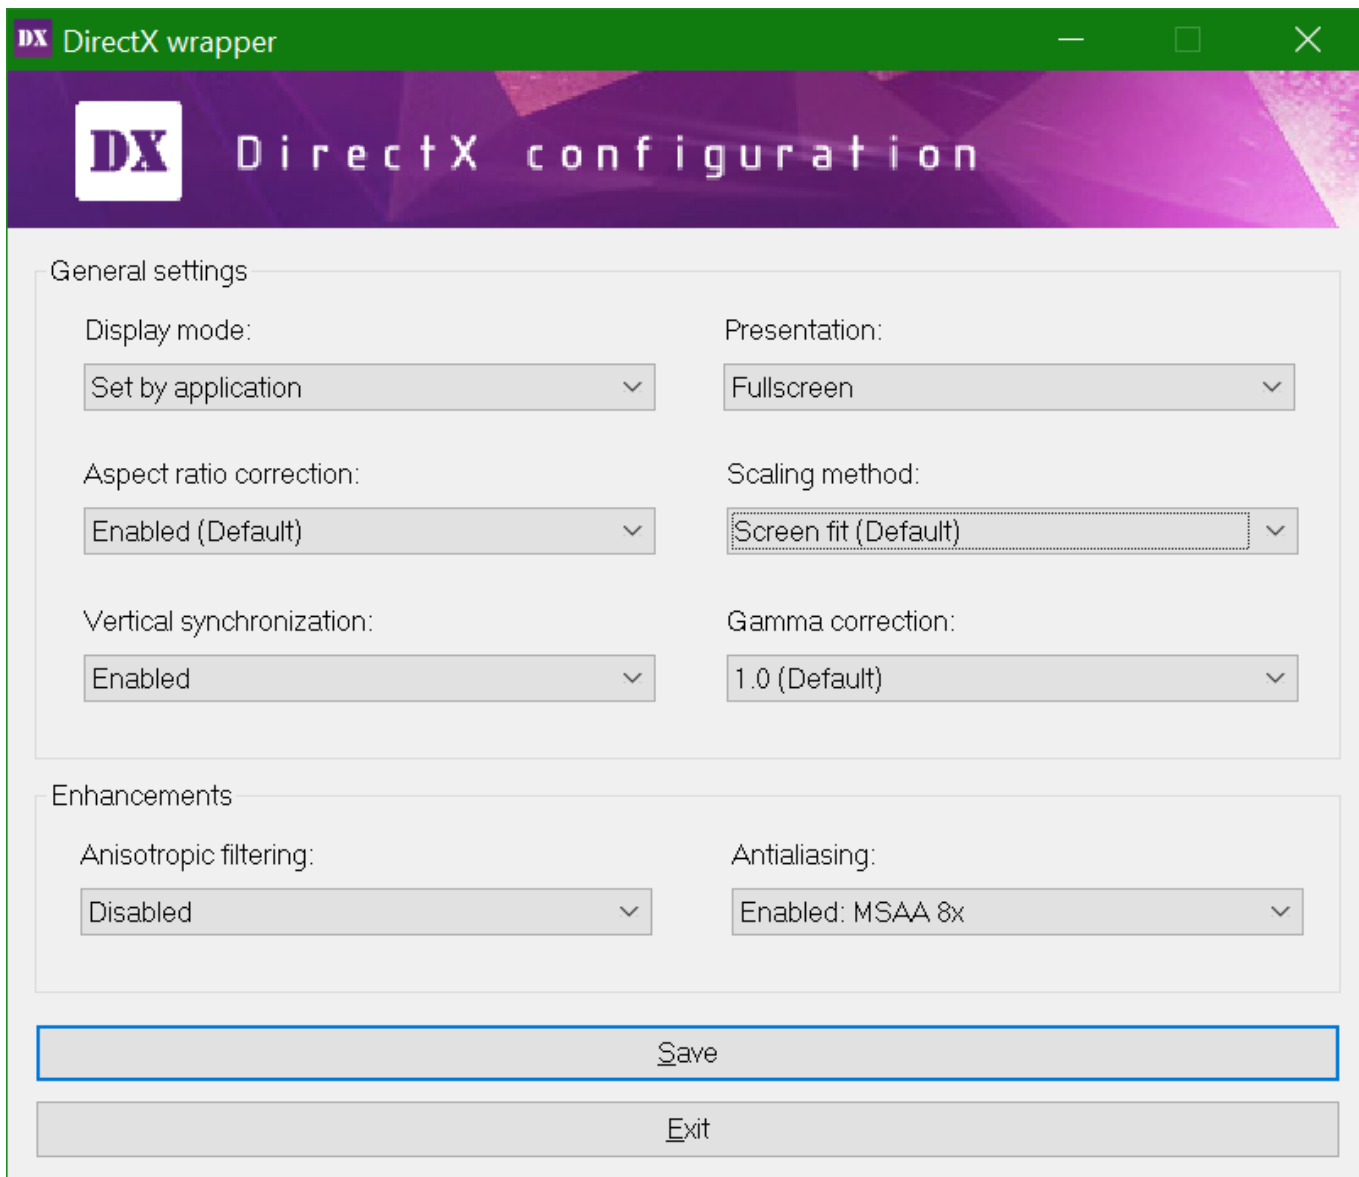 DX DirectX wrapper
DX DirectX configuration
General settings
Display mode: Presentation:
Set by application Fullscreen
Aspect ratio correction: Scaling method:
Enabled (Default) Screen fit (Default)
Vertical synchronization: Gamma correction:
Enabled 1.0 (Default)
Enhancements
Anisotropic filtering: Antialiasing:
Disabled Enabled: MSAA 8x
Save
Exit